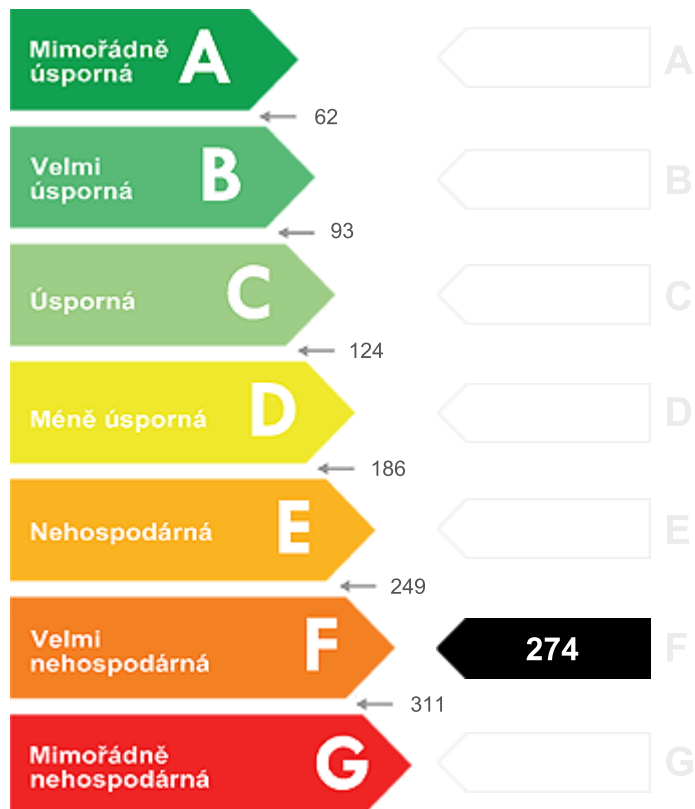 Mimořádně
úsporná
A
A
62
Velmi
úsporná
B
B
93
Úsporná
C
C
124
Méně úsporná
D
D
186
Nehospodárná
E
E
249
Velmi
nehospodárná
F
274
F
311
Mimořádně
nehospodárná
G
G